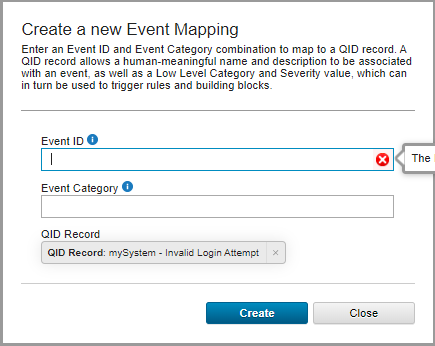 Create a new Event Mapping
Enter an Event ID and Event Category combination to map to a QID record. A
QID record allows a human-meaningful name and description to be associated
with an event, as well as a Low Level Category and Severity value, which can
in turn be used to trigger rules and building blocks.
Event ID
The
Event Category
QID Record
QID Record: mySystem - Invalid Login Attempt ×
Create Close